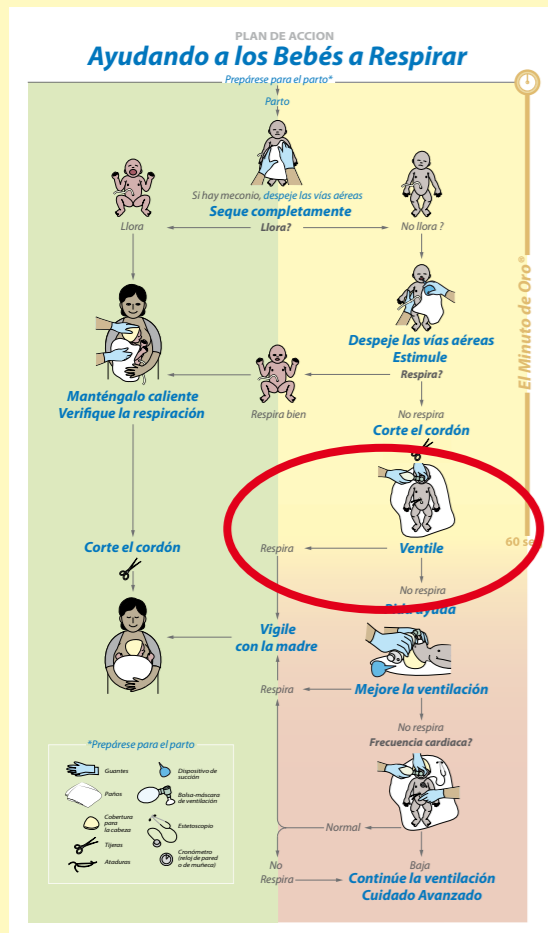 PLAN DE ACCION
Ayudando a los Bebés a Respirar
Prepárese para el parto*
Parto
Si hay meconio, despeje las vías aéreas
Seque completamente
Llora
Llora?
No llora ?
Despeje las vías aéreas
Estimule
Respira?
Manténgalo caliente
Verifique la respiración
Respira bien
No respira
Corte el cordón
El Minuto de Oro®
Corte el cordón
Respira
Ventile
60 se
No respira
Pida ayuda
Vigile
con la madre
Respira
Mejore la ventilación
No respira
Frecuencia cardiaca?
Normal
No
Respira
Baja
Continúe la ventilación
Cuidado Avanzado
*Prepárese para el parto
Guantes
Paños
Cobertura
para
la cabeza
Tijeras
Ataduras
Dispositivo de
succión
Bolsa-máscara
de ventilación
Estetoscopio
Cronómetro
(reloj de pared
o de muñeca)